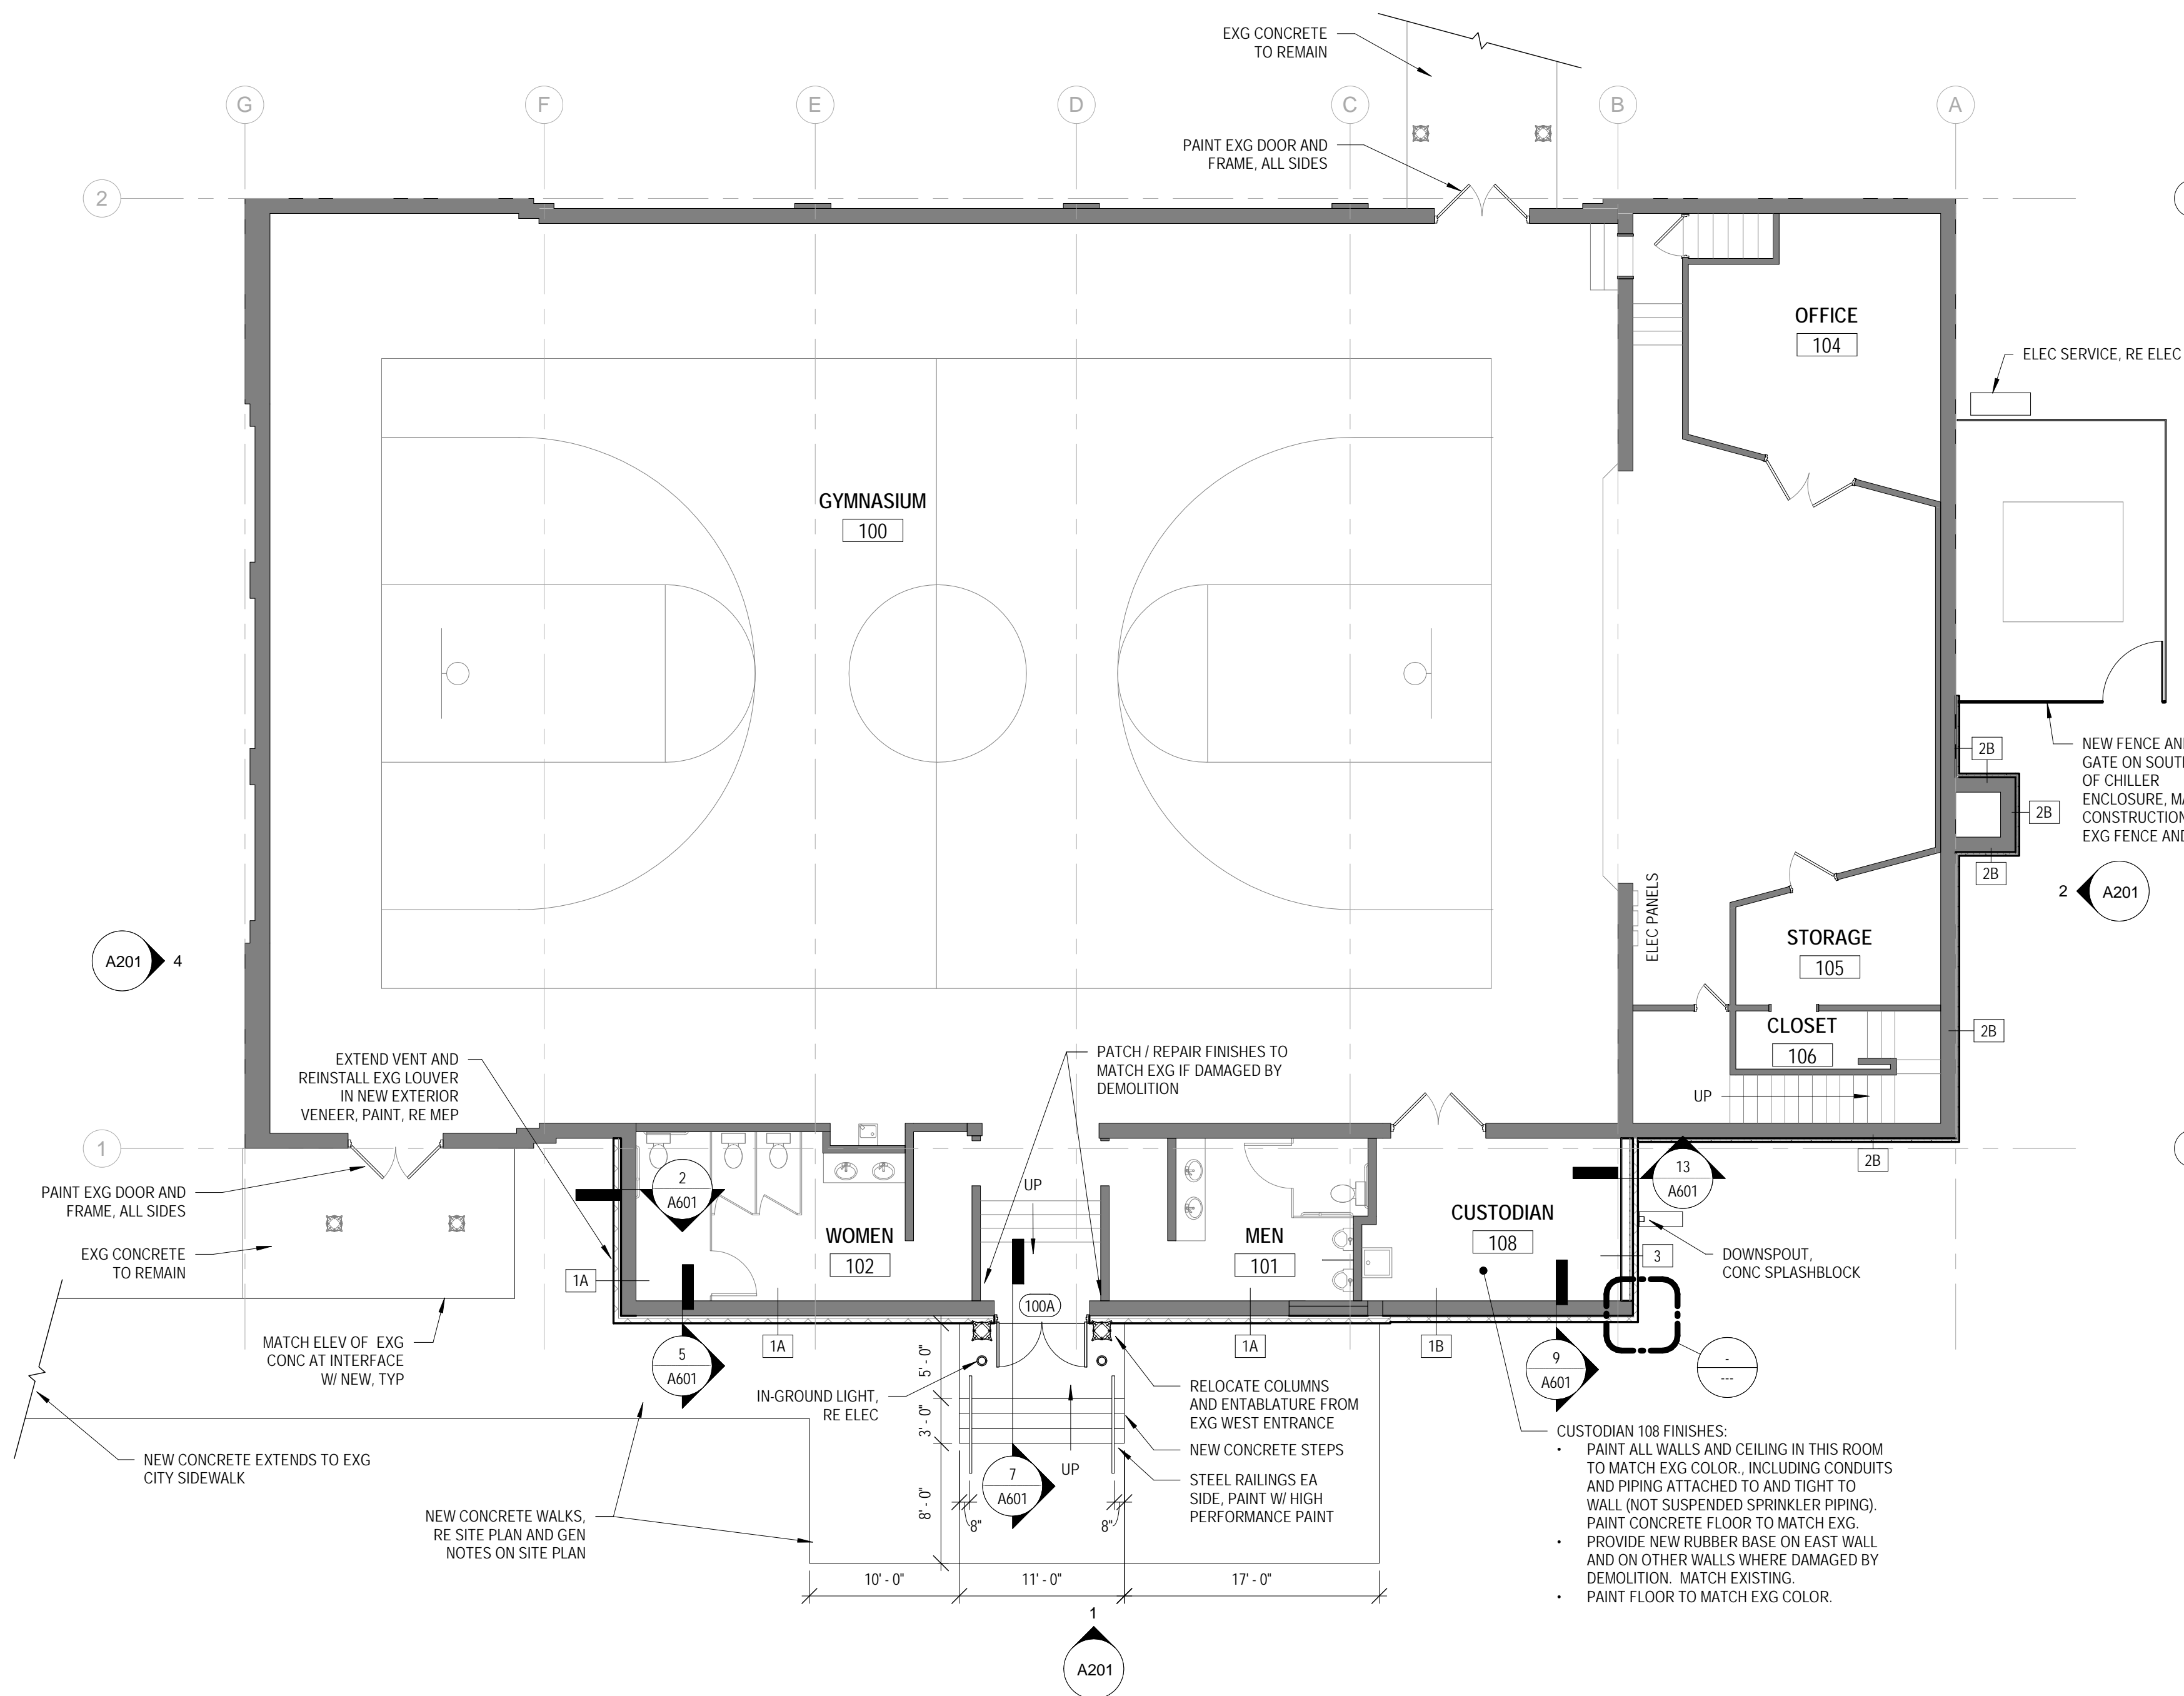 EXG CONCRETE
TO REMAIN
G
F
E
D
C
B
A
PAINT EXG DOOR AND
FRAME, ALL SIDES
2
OFFICE
104
ELEC SERVICE, RE ELEC
GYMNASIUM
100
NEW FENCE AN
GATE ON SOUT
OF CHILLER
ENCLOSURE, M
CONSTRUCTION
EXG FENCE AND
2B
2B
2B
2
A201
ELEC PANELS
STORAGE
105
A201
4
2B
CLOSET
106
UP
EXTEND VENT AND
REINSTALL EXG LOUVER
IN NEW EXTERIOR
VENEER, PAINT, RE MEP
PATCH / REPAIR FINISHES TO
MATCH EXG IF DAMAGED BY
DEMOLITION
1
2B
PAINT EXG DOOR AND
FRAME, ALL SIDES
EXG CONCRETE
TO REMAIN
2
A601
UP
13
A601
WOMEN
102
MEN
101
CUSTODIAN
108
3
DOWNSPOUT,
CONC SPLASHBLOCK
1A
100A
MATCH ELEV OF EXG
CONC AT INTERFACE
W/ NEW, TYP
5
A601
1A
1A
1B
9
A601
-
---
5' - 0"
IN-GROUND LIGHT,
RE ELEC
RELOCATE COLUMNS
AND ENTABLATURE FROM
EXG WEST ENTRANCE
3' - 0"
NEW CONCRETE STEPS
NEW CONCRETE EXTENDS TO EXG
CITY SIDEWALK
7
A601
UP
STEEL RAILINGS EA
SIDE, PAINT W/ HIGH
PERFORMANCE PAINT
8' - 0"
8"
8"
NEW CONCRETE WALKS,
RE SITE PLAN AND GEN
NOTES ON SITE PLAN
CUSTODIAN 108 FINISHES:
• PAINT ALL WALLS AND CEILING IN THIS ROOM
TO MATCH EXG COLOR., INCLUDING CONDUITS
AND PIPING ATTACHED TO AND TIGHT TO
WALL (NOT SUSPENDED SPRINKLER PIPING).
PAINT CONCRETE FLOOR TO MATCH EXG.
• PROVIDE NEW RUBBER BASE ON EAST WALL
AND ON OTHER WALLS WHERE DAMAGED BY
DEMOLITION. MATCH EXISTING.
• PAINT FLOOR TO MATCH EXG COLOR.
10' - 0"
11' - 0"
17' - 0"
1
A201